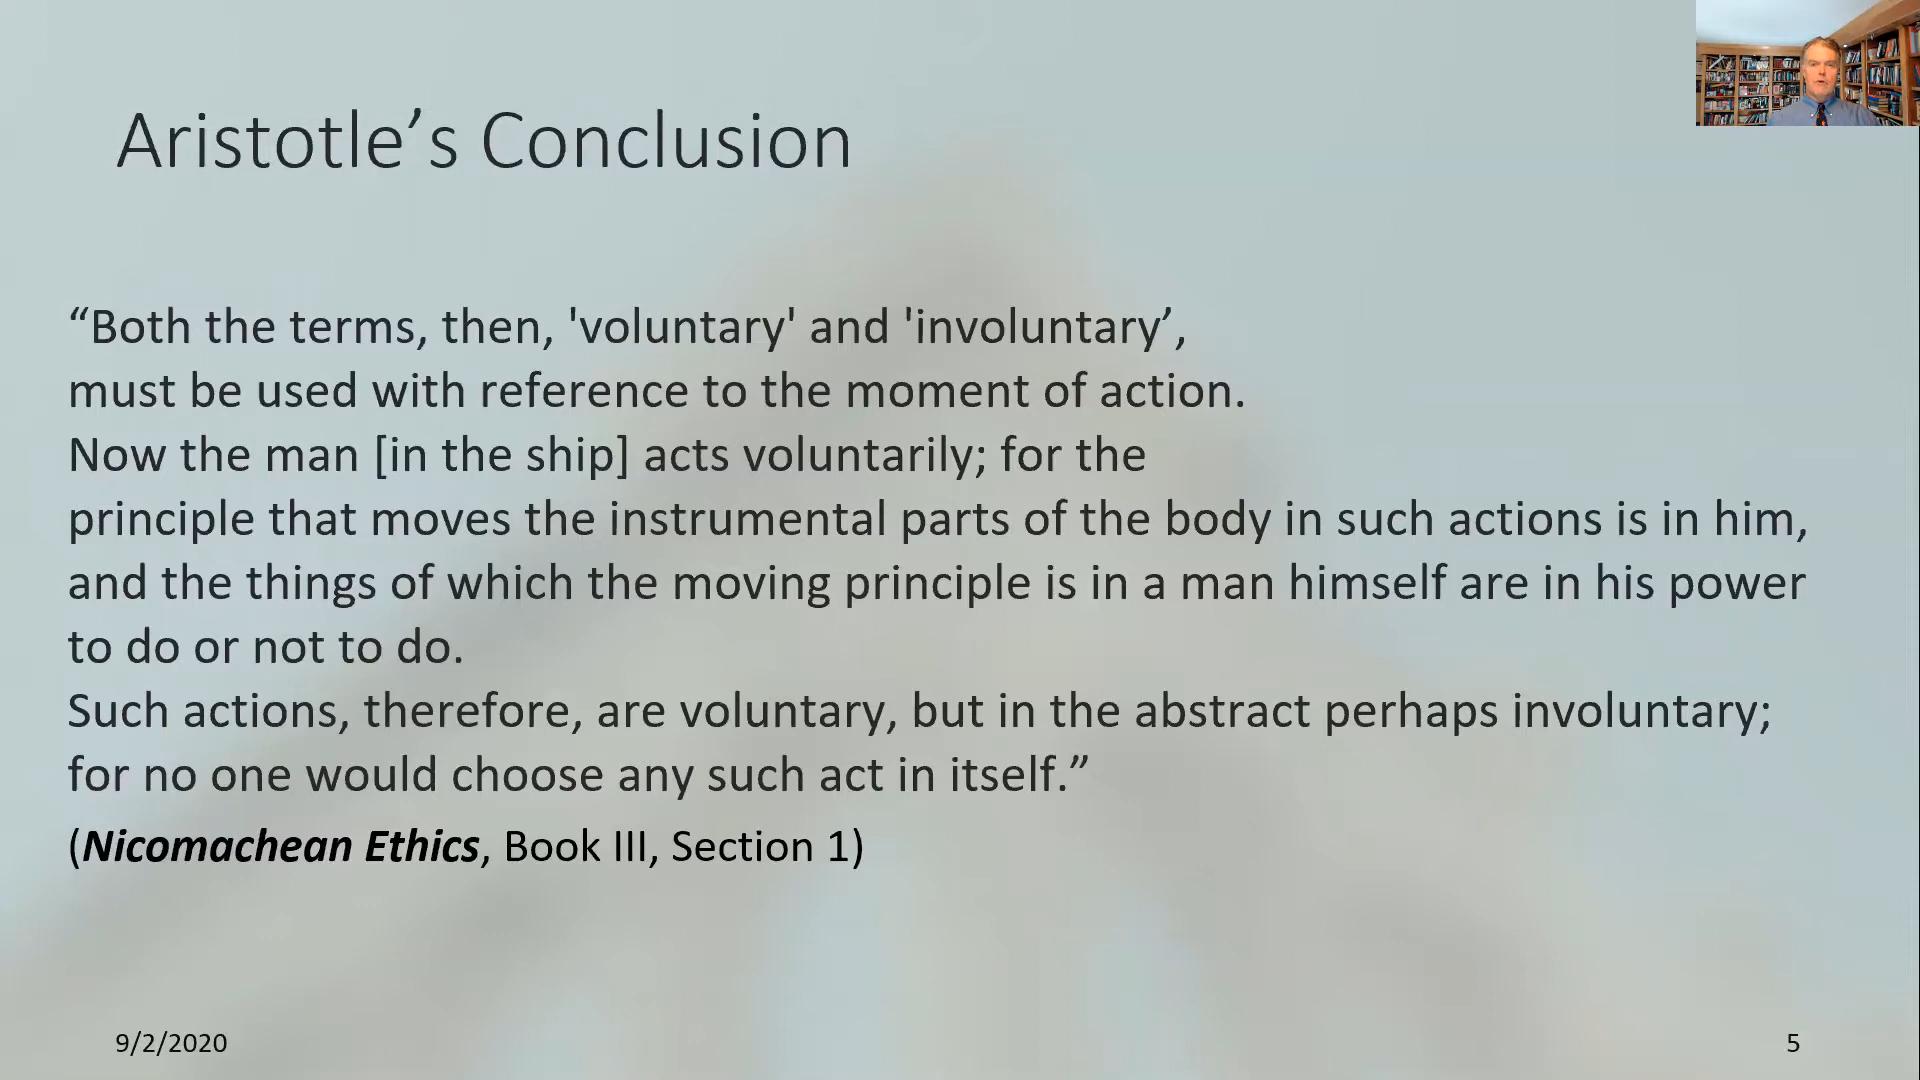 Aristotle’s Conclusion
“Both the terms, then, 'voluntary' and 'involuntary’,
must be used with reference to the moment of action.
Now the man [in the ship] acts voluntarily; for the
principle that moves the instrumental parts of the body in such actions is in him,
and the things of which the moving principle is in a man himself are in his power
to do or not to do.
Such actions, therefore, are voluntary, but in the abstract perhaps involuntary;
for no one would choose any such act in itself.”
(Nicomachean Ethics, Book III, Section 1)
9/2/2020
5